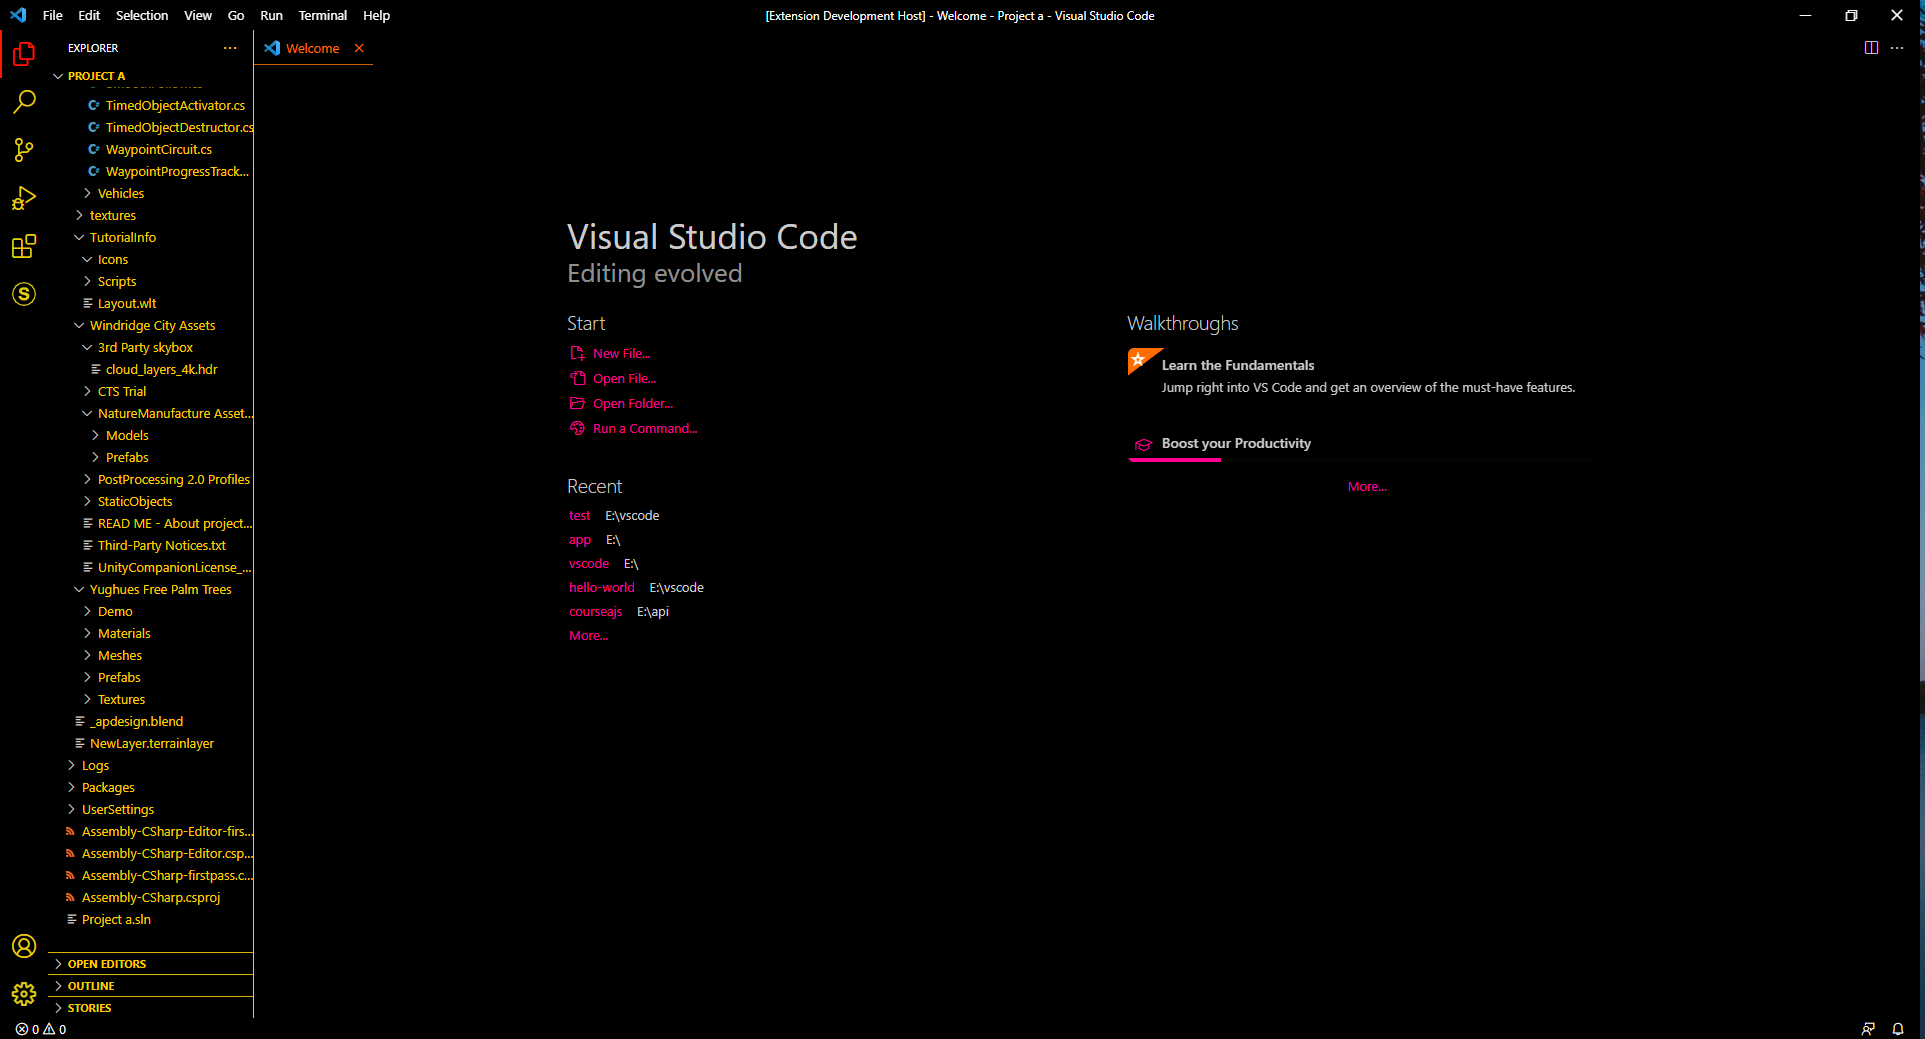 File Edit Selection View Go Run Terminal Help
[Extension Development Host] - Welcome - Project a - Visual Studio Code
EXPLORER
Welcome
PROJECT A
TimedObjectActivator.cs
TimedObjectDestructor.cs
WaypointCircuit.cs
WaypointProgressTrack...
Vehicles
textures
TutorialInfo
Icons
Scripts
Layout.wlt
Windridge City Assets
3rd Party skybox
cloud_layers_4k.hdr
CTS Trial
NatureManufacture Asset...
Models
Prefabs
PostProcessing 2.0 Profiles
StaticObjects
READ ME - About project...
Third-Party Notices.txt
UnityCompanionLicense_...
Yughues Free Palm Trees
Demo
Materials
Meshes
Prefabs
Textures
_apdesign.blend
NewLayer.terrainlayer
Logs
Packages
UserSettings
Assembly-CSharp-Editor-firs...
Assembly-CSharp-Editor.csp...
Assembly-CSharp-firstpass.c...
Assembly-CSharp.csproj
Project a.sln
OPEN EDITORS
OUTLINE
STORIES
Visual Studio Code
Editing evolved
Start
New File...
Open File...
Open Folder...
Run a Command...
Recent
test E:\vscode
app E:\
vscode E:\
hello-world E:\vscode
courseajs E:\api
More...
Walkthroughs
Learn the Fundamentals
Jump right into VS Code and get an overview of the must-have features.
Boost your Productivity
More...
0 0